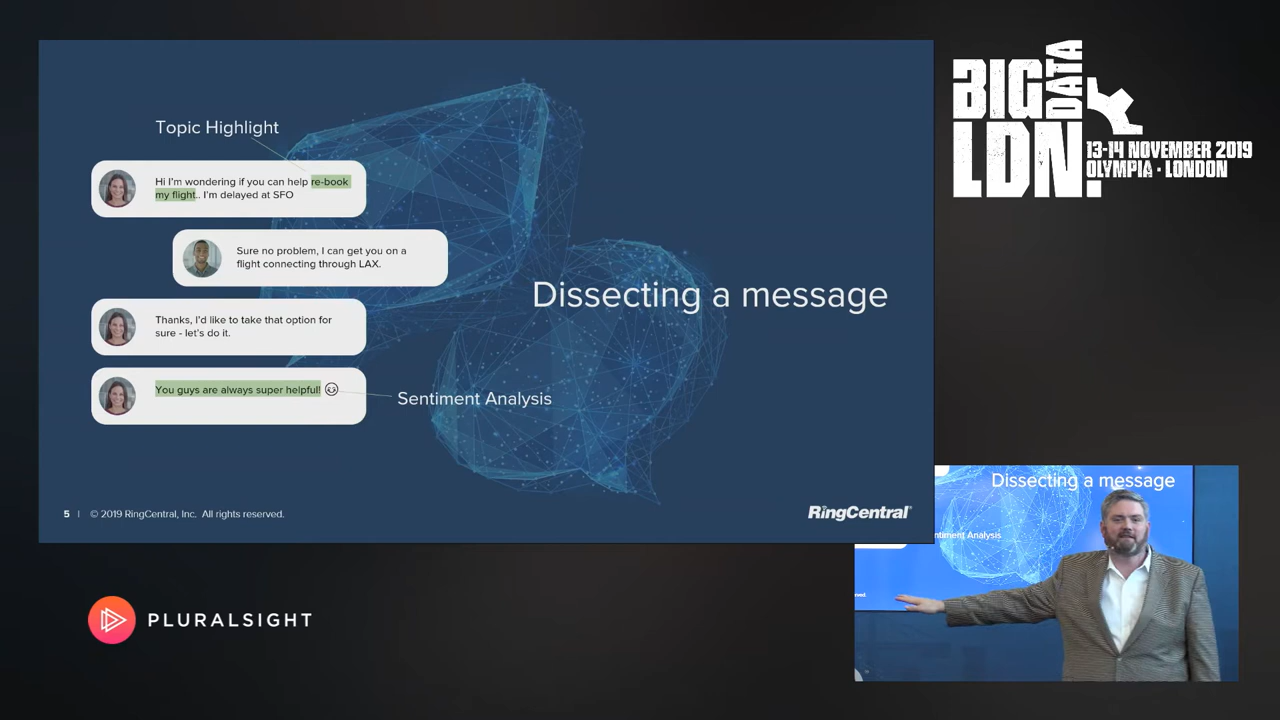 Topic Highlight
Hi I'm wondering if you can help re-book
my flight.. I'm delayed at SFO
Sure no problem, I can get you on a
flight connecting through LAX.
Thanks, I'd like to take that option for
sure - let's do it.
You guys are always super helpful!
Sentiment Analysis
Dissecting a message
5 | © 2019 RingCentral, Inc. All rights reserved.
RingCentral®
BIG
DATA
LDN.
13-14 NOVEMBER 2019
OLYMPIA · LONDON
Dissecting a message
ntiment Analysis
PLURALSIGHT